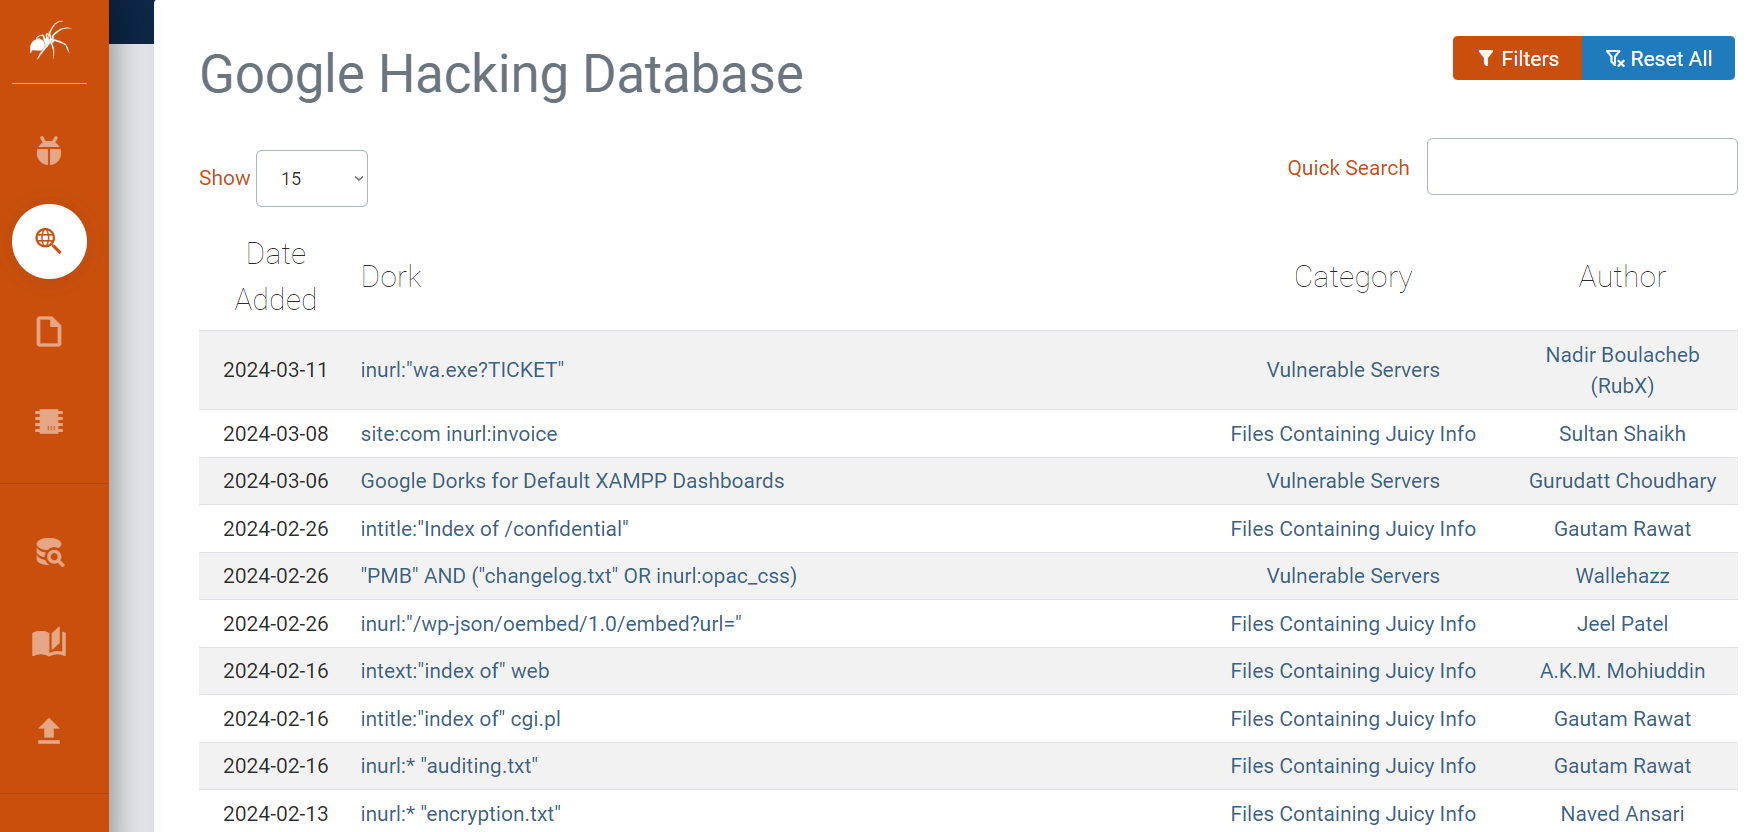 Google Hacking Database
Filters
Reset All
Show 15
Quick Search
Date Added
Dork
Category
Author
2024-03-11 inurl:"wa.exe?TICKET" Vulnerable Servers Nadir Boulacheb (RubX)
2024-03-08 site:com inurl:invoice Files Containing Juicy Info Sultan Shaikh
2024-03-06 Google Dorks for Default XAMPP Dashboards Vulnerable Servers Gurudatt Choudhary
2024-02-26 intitle:"Index of /confidential" Files Containing Juicy Info Gautam Rawat
2024-02-26 "PMB" AND ("changelog.txt" OR inurl:opac_css) Vulnerable Servers Wallehazz
2024-02-26 inurl:"/wp-json/oembed/1.0/embed?url=" Files Containing Juicy Info Jeel Patel
2024-02-16 intext:"index of" web Files Containing Juicy Info A.K.M. Mohiuddin
2024-02-16 intitle:"index of" cgi.pl Files Containing Juicy Info Gautam Rawat
2024-02-16 inurl:* "auditing.txt" Files Containing Juicy Info Gautam Rawat
2024-02-13 inurl:* "encryption.txt" Files Containing Juicy Info Naved Ansari